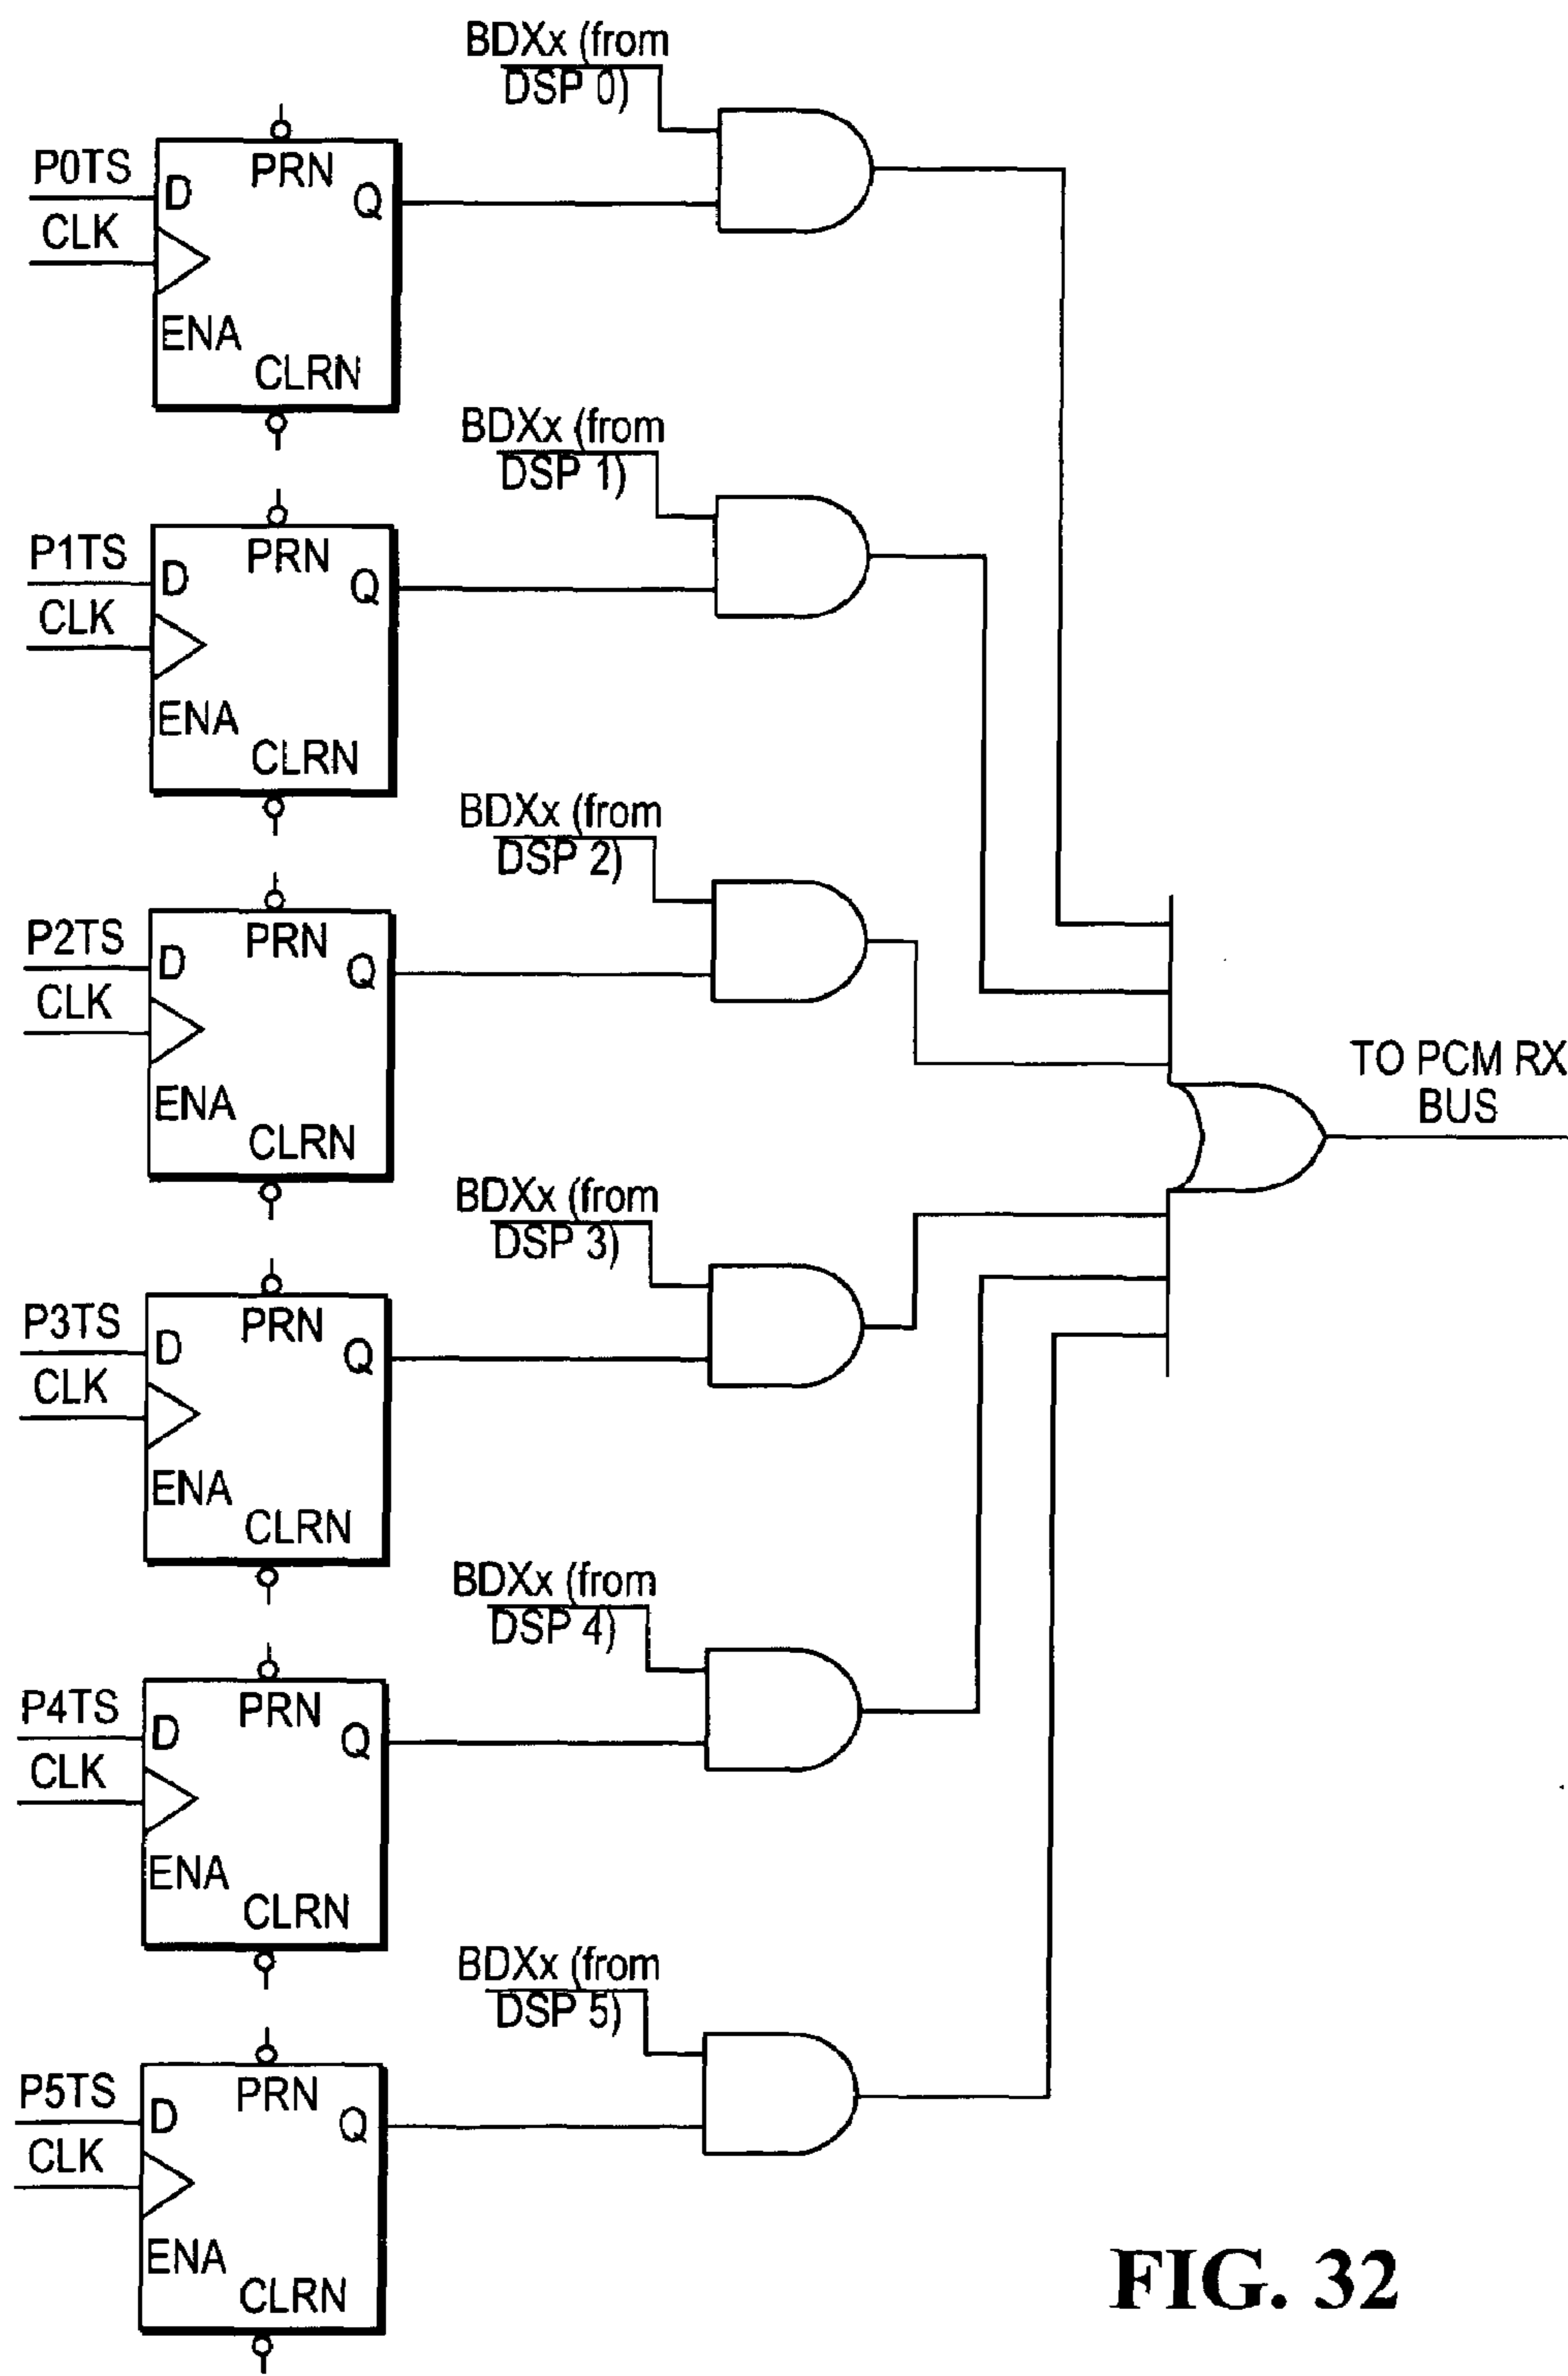 BDXx (from
DSP 0)
P0TS
CLK
D
PRN
Q
ENA
CLRN
BDXx (from
DSP 1)
P1TS
CLK
D
PRN
Q
ENA
CLRN
BDXx (from
DSP 2)
P2TS
CLK
D
PRN
Q
ENA
CLRN
TO PCM RX
BUS
BDXx (from
DSP 3)
P3TS
CLK
D
PRN
Q
ENA
CLRN
BDXx (from
DSP 4)
P4TS
CLK
D
PRN
Q
ENA
CLRN
BDXx (from
DSP 5)
P5TS
CLK
D
PRN
Q
ENA
CLRN
FIG. 32